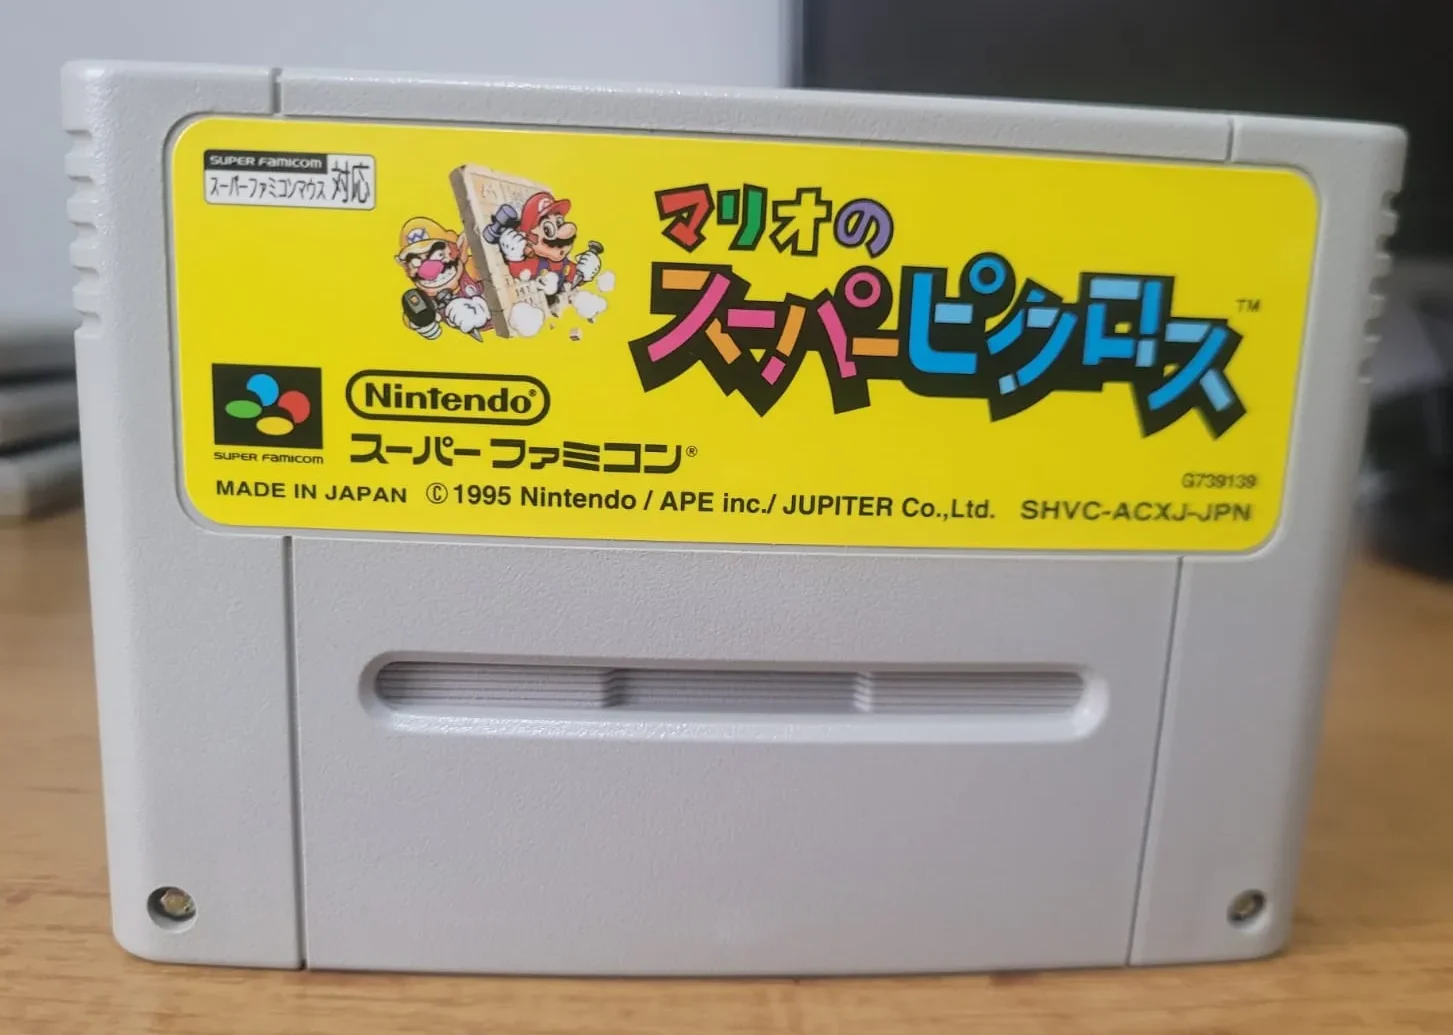 SUPER FAMICOM
スーパーファミコンマウス 対応
マリオの
スーパーピクロス
TM
Nintendo®
SUPER FAMICOM
スーパーファミコン®
G739139
MADE IN JAPAN © 1995 Nintendo / APE inc./ JUPITER Co.,Ltd. SHVC-ACXJ-JPN